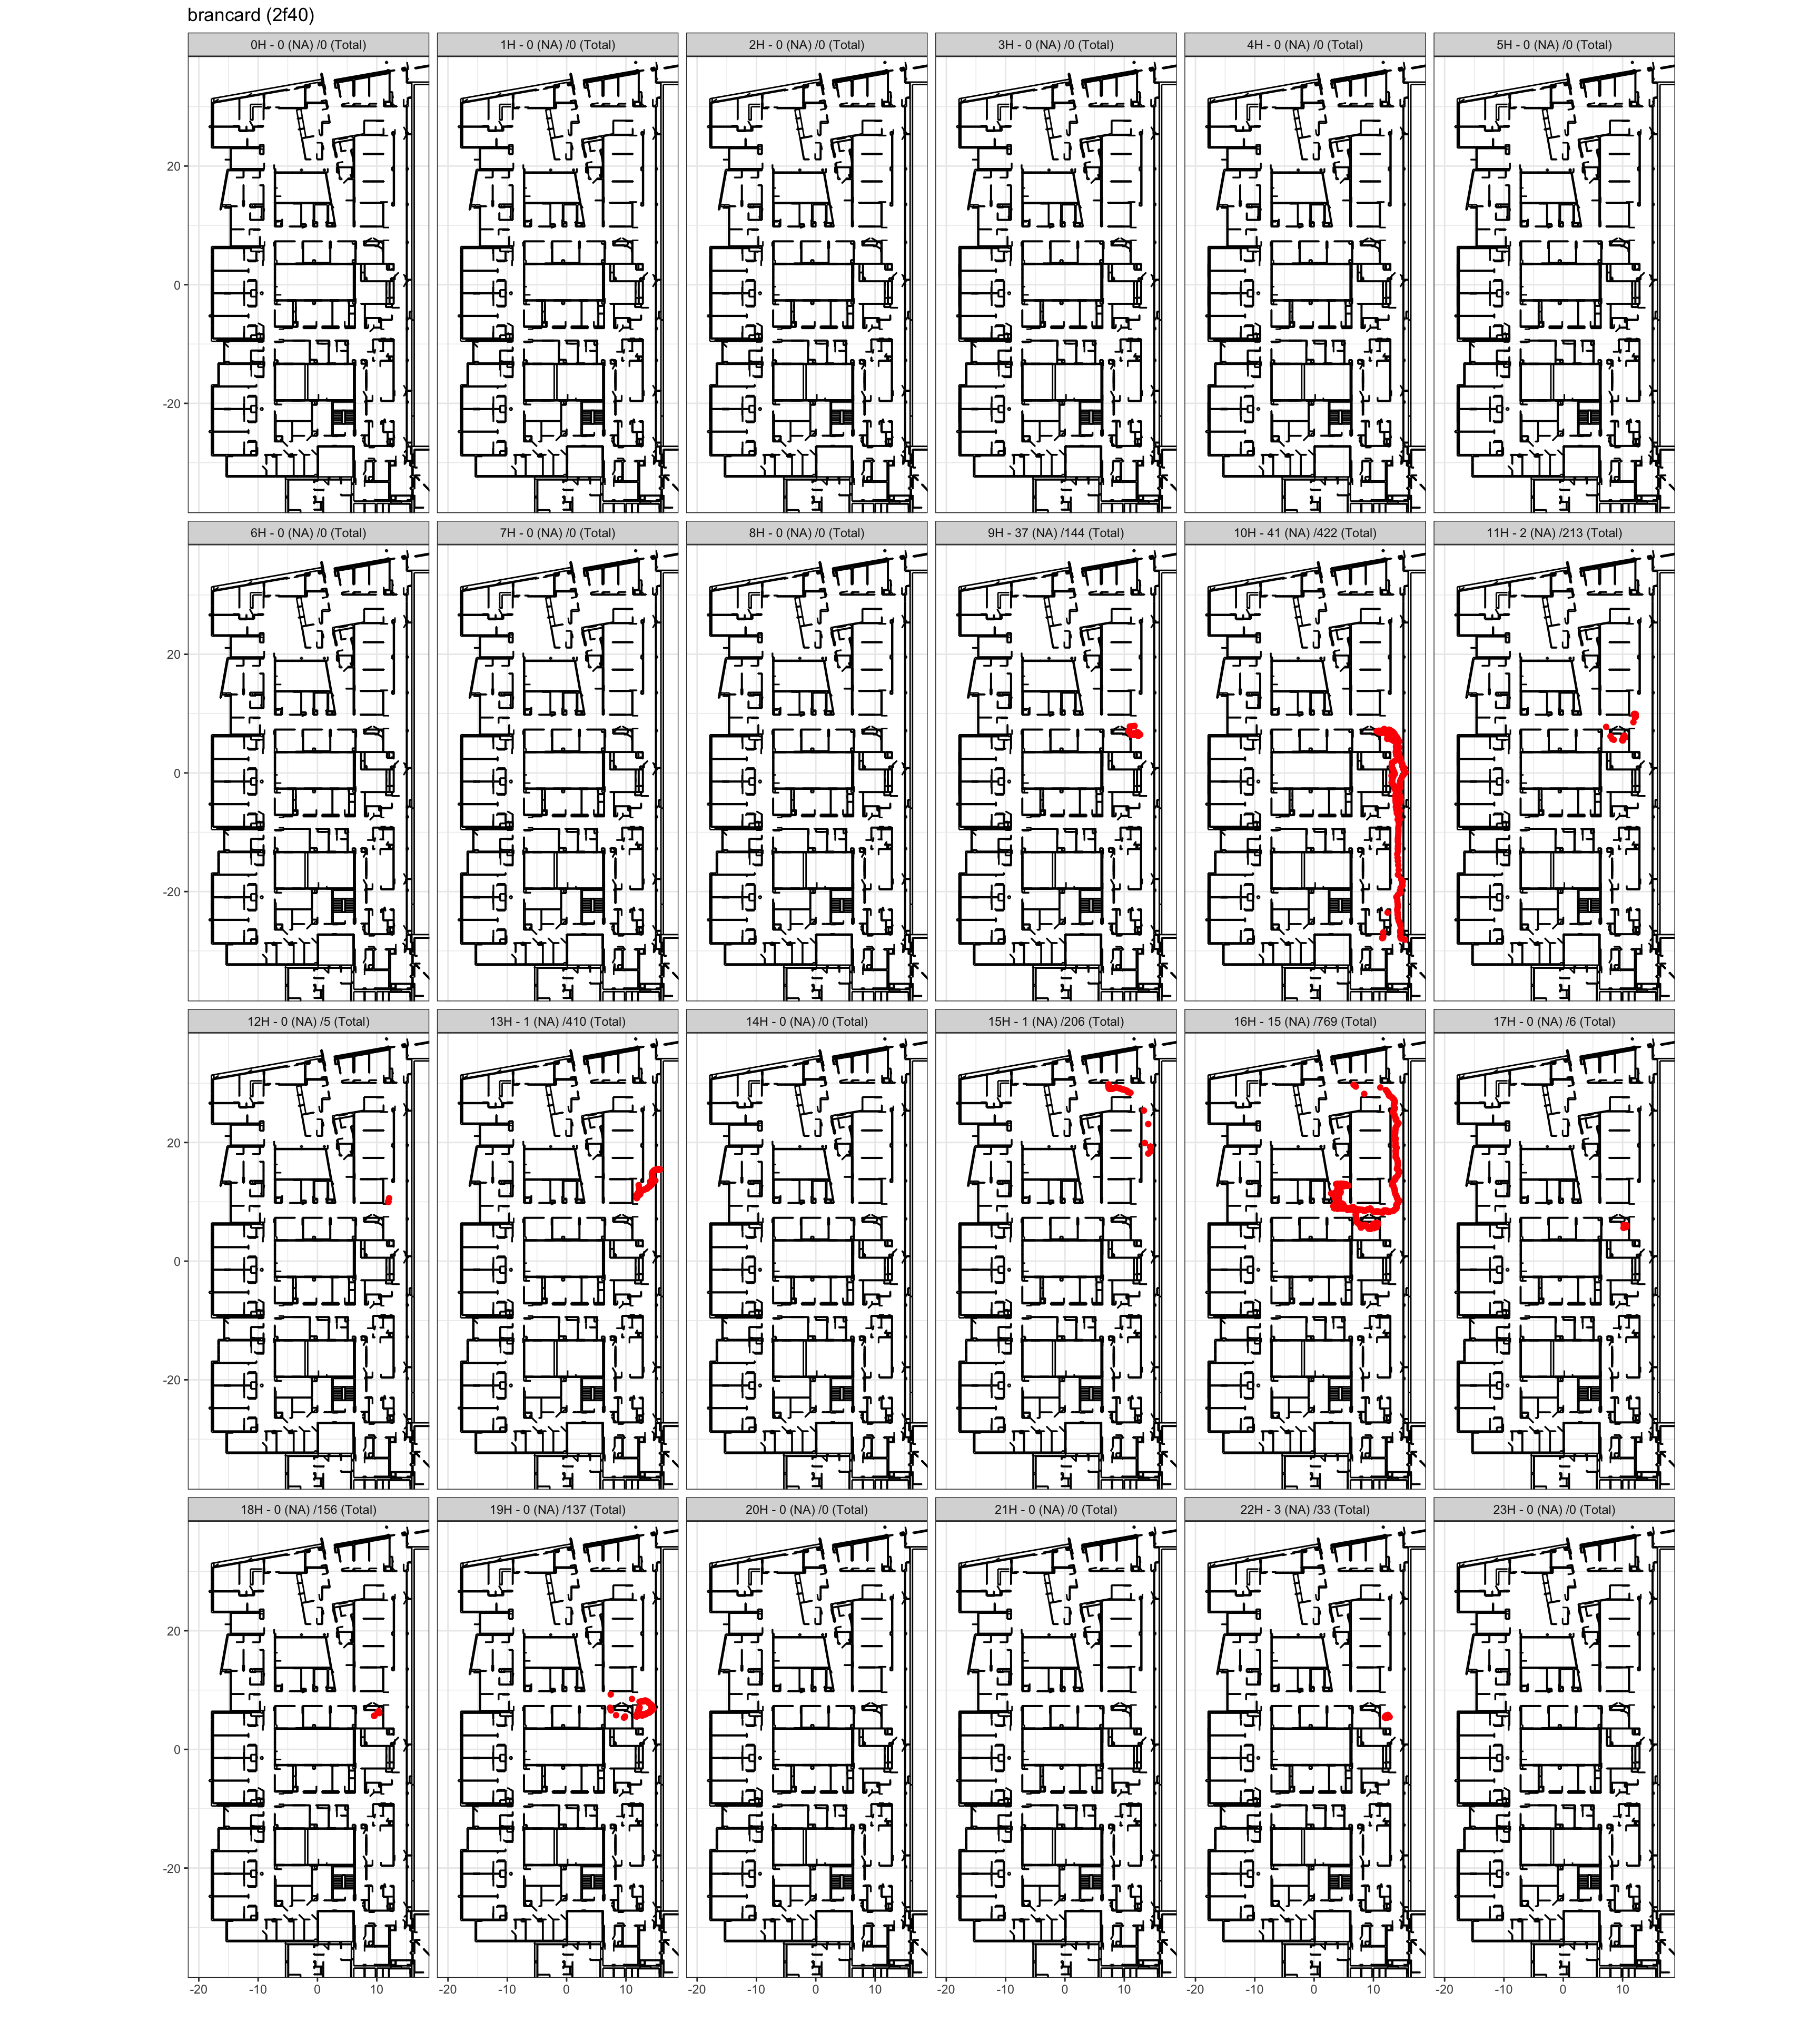 brancard (2f40)
0H - 0 (NA) /0 (Total)
1H - 0 (NA) /0 (Total)
2H - 0 (NA) /0 (Total)
3H - 0 (NA) /0 (Total)
4H - 0 (NA) /0 (Total)
5H - 0 (NA) /0 (Total)
20
0
-20
6H - 0 (NA) /0 (Total)
7H - 0 (NA) /0 (Total)
8H - 0 (NA) /0 (Total)
9H - 37 (NA) /144 (Total)
10H - 41 (NA) /422 (Total)
11H - 2 (NA) /213 (Total)
20
0
-20
12H - 0 (NA) /5 (Total)
13H - 1 (NA) /410 (Total)
14H - 0 (NA) /0 (Total)
15H - 1 (NA) /206 (Total)
16H - 15 (NA) /769 (Total)
17H - 0 (NA) /6 (Total)
20
0
-20
18H - 0 (NA) /156 (Total)
19H - 0 (NA) /137 (Total)
20H - 0 (NA) /0 (Total)
21H - 0 (NA) /0 (Total)
22H - 3 (NA) /33 (Total)
23H - 0 (NA) /0 (Total)
20
0
-20
-20 -10 0 10
-20 -10 0 10
-20 -10 0 10
-20 -10 0 10
-20 -10 0 10
-20 -10 0 10